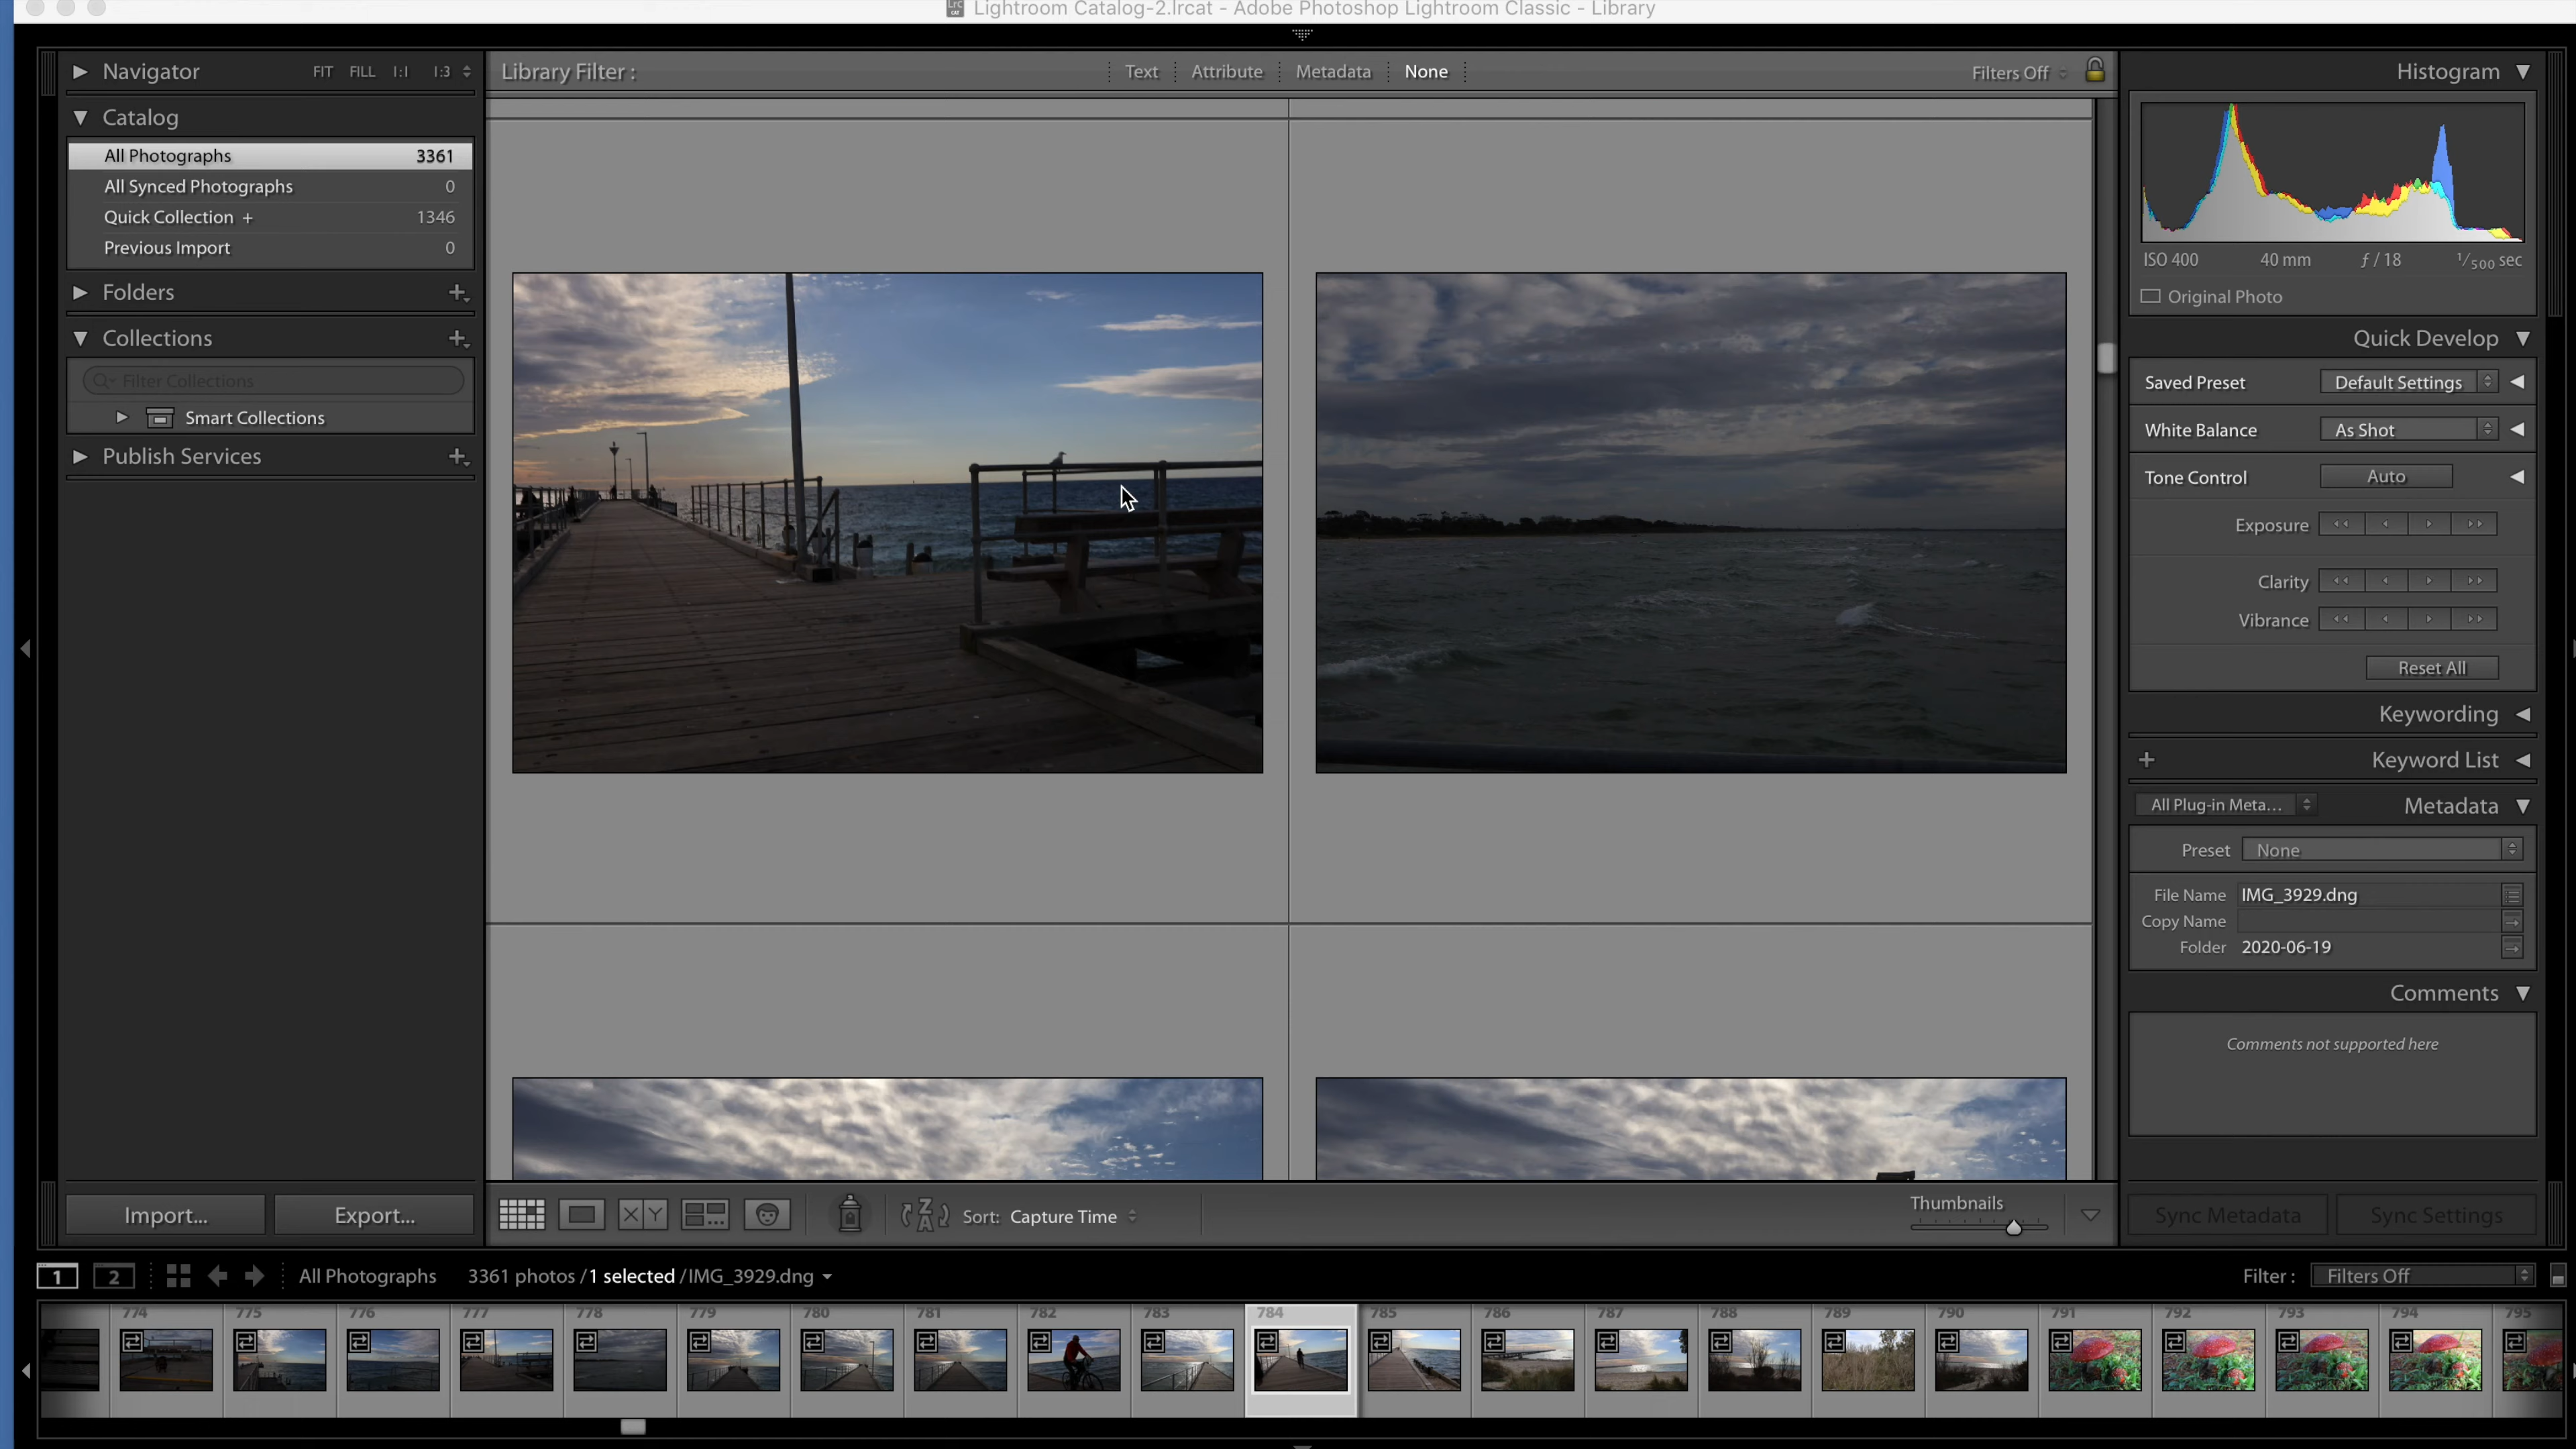 Lightroom Catalog-2.lrcat - Adobe Photoshop Lightroom Classic - Library
Navigator FIT FILL 1:1 1:3
Catalog
All Photographs 3361
All Synced Photographs 0
Quick Collection + 1346
Previous Import 0
Folders
Collections
Filter Collections
Smart Collections
Publish Services
Import... Export...
Library Filter : Text Attribute Metadata None Filters Off
Histogram
ISO 400 40 mm ƒ / 18 1/500 sec
Original Photo
Quick Develop
Saved Preset Default Settings
White Balance As Shot
Tone Control Auto
Exposure
Clarity
Vibrance
Reset All
Keywording
Keyword List
All Plug-in Meta... Metadata
Preset None
File Name IMG_3929.dng
Copy Name
Folder 2020-06-19
Comments
Comments not supported here
Sync Metadata Sync Settings
XY Sort: Capture Time Thumbnails
1 2 All Photographs 3361 photos / 1 selected / IMG_3929.dng Filter : Filters Off
774 775 776 777 778 779 780 781 782 783 784 785 786 787 788 789 790 791 792 793 794 795